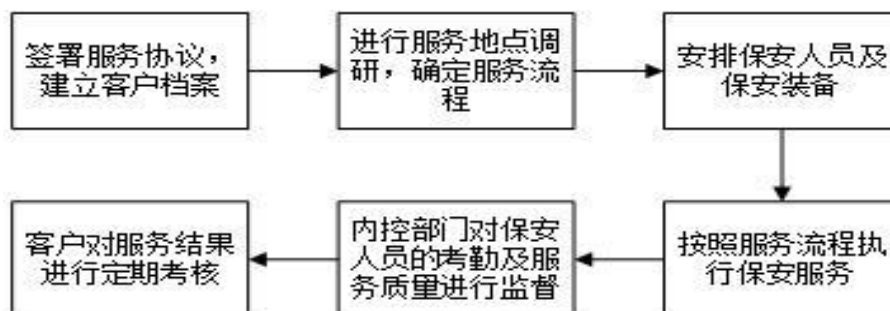 签署服务协议，
建立客户档案
进行服务地点调
研，确定服务流
程
安排保安人员及
保安装备
按照服务流程执
行保安服务
内控部门对保安
人员的考勤及服
务质量进行监督
客户对服务结果
进行定期考核